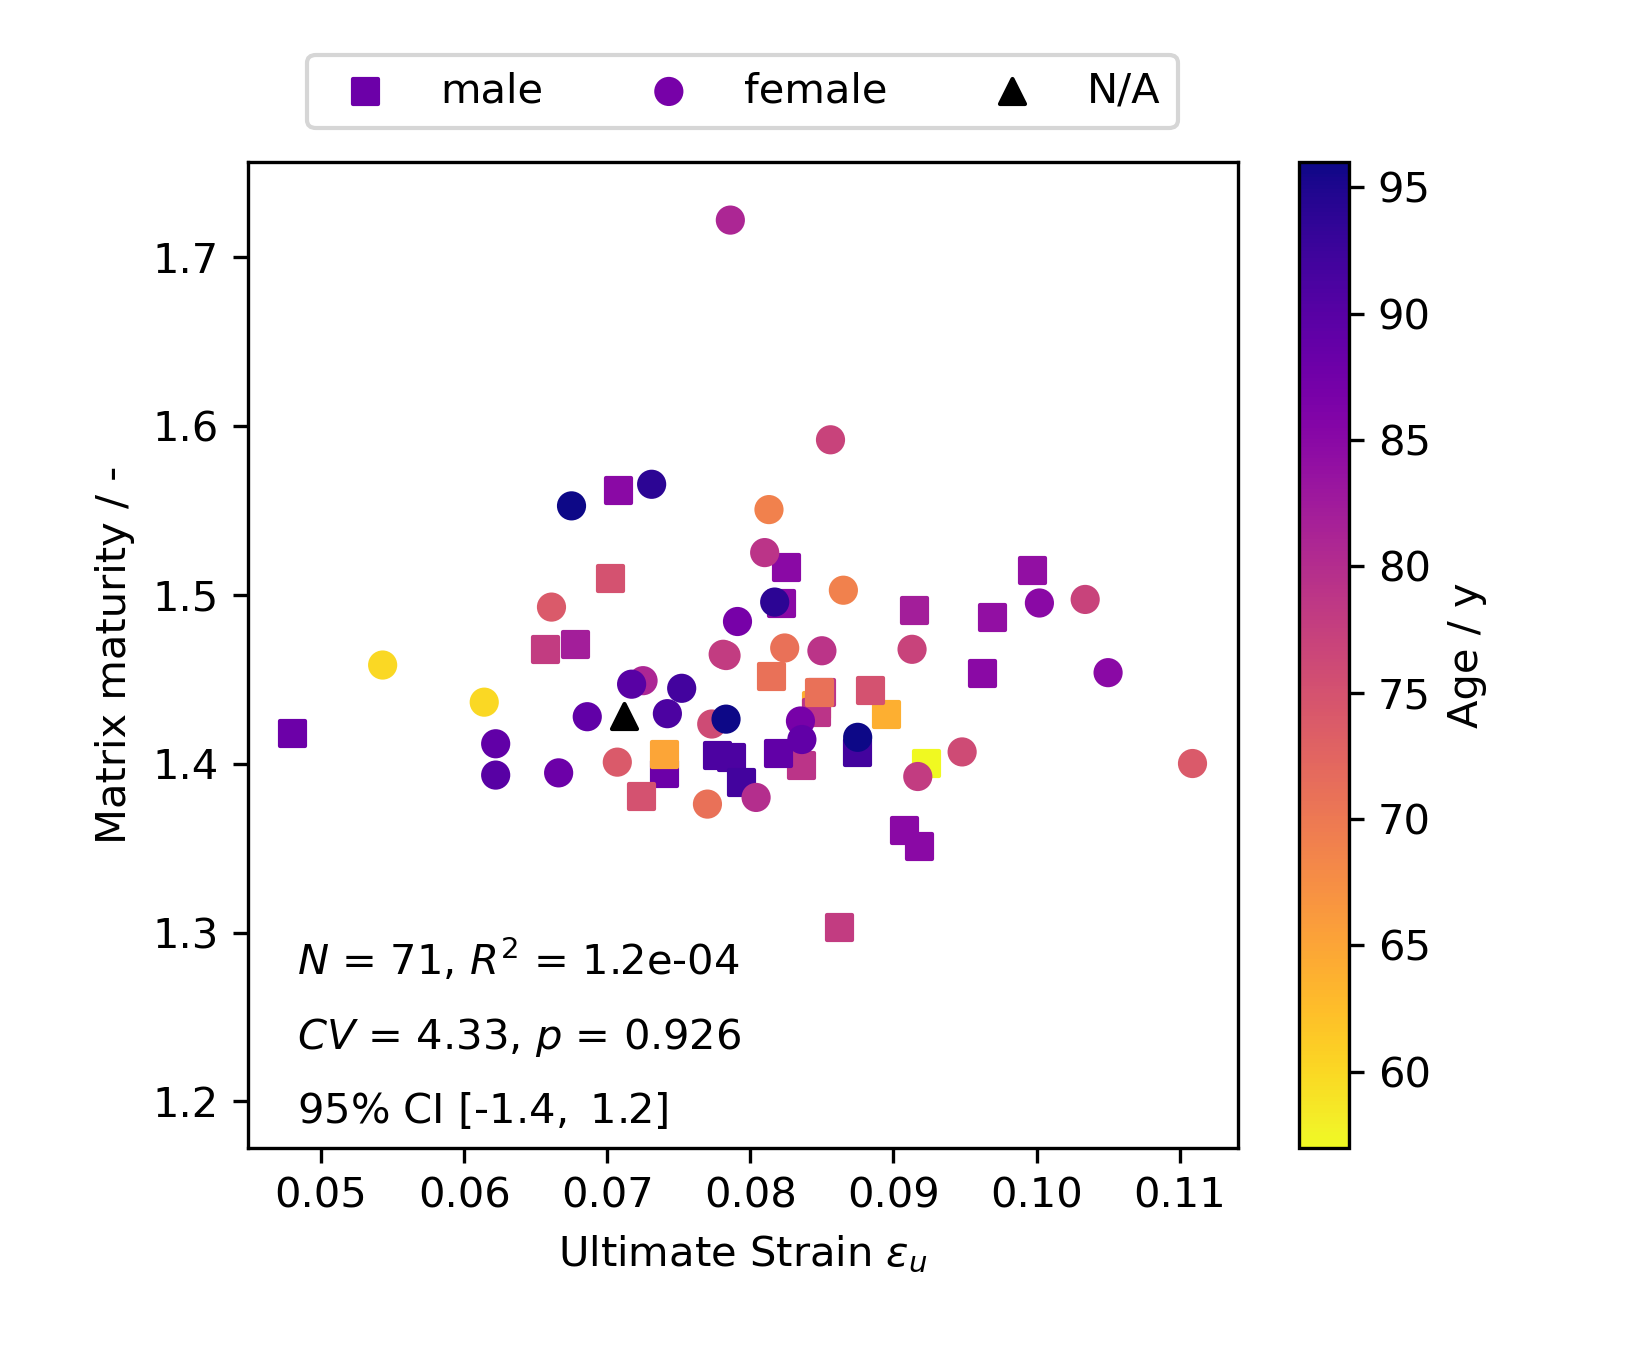 male female N/A
1.7
1.6
1.5
1.4
1.3
1.2
Matrix maturity / -
N = 71, R² = 1.2e-04
CV = 4.33, p = 0.926
95% CI [-1.4, 1.2]
0.05 0.06 0.07 0.08 0.09 0.10 0.11
Ultimate Strain εᵤ
95
90
85
80
75
70
65
60
Age / y